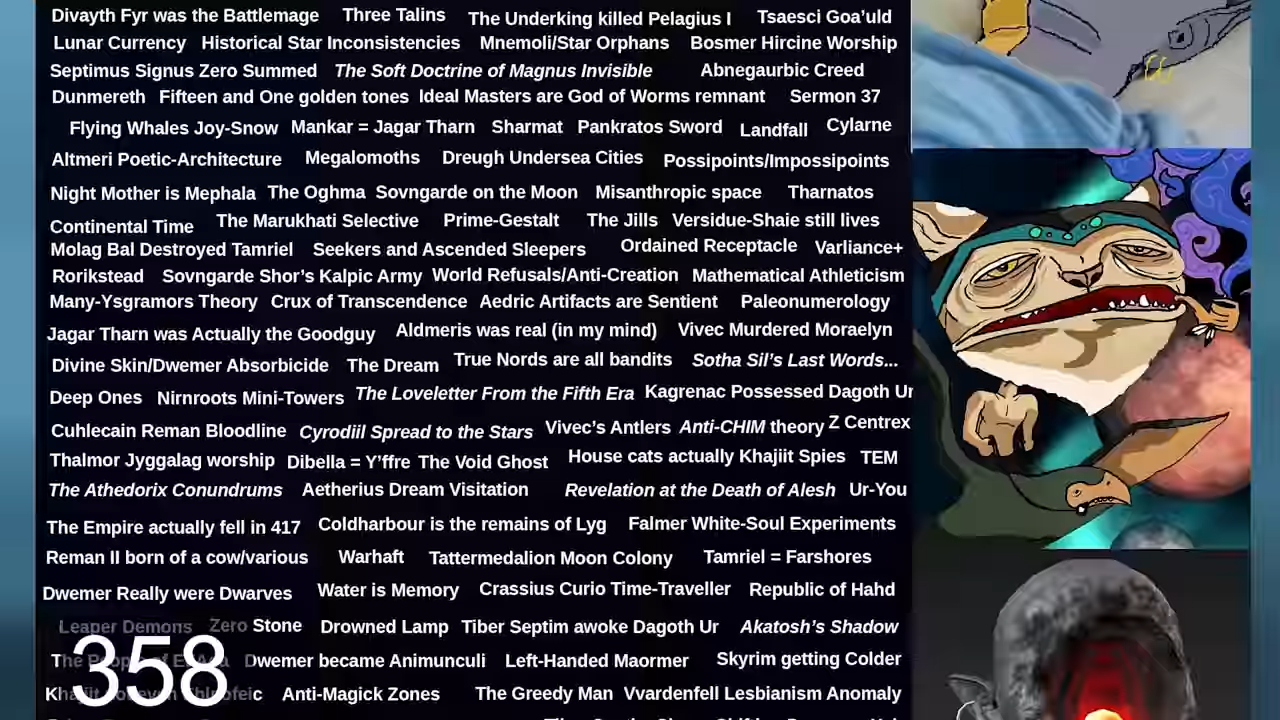 Divayth Fyr was the Battlemage Three Talins The Underking killed Pelagius I Tsaesci Goa'uld
Lunar Currency Historical Star Inconsistencies Mnemoli/Star Orphans Bosmer Hircine Worship
Septimus Signus Zero Summed The Soft Doctrine of Magnus Invisible Abnegaurbic Creed
Dunmereth Fifteen and One golden tones Ideal Masters are God of Worms remnant Sermon 37
Flying Whales Joy-Snow Mankar = Jagar Tharn Sharmat Pankratos Sword Landfall Cylarne
Altmeri Poetic-Architecture Megalomoths Dreugh Undersea Cities Possipoints/Impossipoints
Night Mother is Mephala The Oghma Sovngarde on the Moon Misanthropic space Tharnatos
Continental Time The Marukhati Selective Prime-Gestalt The Jills Versidue-Shaie still lives
Molag Bal Destroyed Tamriel Seekers and Ascended Sleepers Ordained Receptacle Varliance+
Rorikstead Sovngarde Shor's Kalpic Army World Refusals/Anti-Creation Mathematical Athleticism
Many-Ysgramors Theory Crux of Transcendence Aedric Artifacts are Sentient Paleonumerology
Jagar Tharn was Actually the Goodguy Aldmeris was real (in my mind) Vivec Murdered Moraelyn
Divine Skin/Dwemer Absorbicide The Dream True Nords are all bandits Sotha Sil's Last Words...
Deep Ones Nirnroots Mini-Towers The Loveletter From the Fifth Era Kagrenac Possessed Dagoth Ur
Cuhlecain Reman Bloodline Cyrodiil Spread to the Stars Vivec's Antlers Anti-CHIM theory Z Centrex
Thalmor Jyggalag worship Dibella = Y'ffre The Void Ghost House cats actually Khajiit Spies TEM
The Athedorix Conundrums Aetherius Dream Visitation Revelation at the Death of Alesh Ur-You
The Empire actually fell in 417 Coldharbour is the remains of Lyg Falmer White-Soul Experiments
Reman II born of a cow/various Warhaft Tattermedalion Moon Colony Tamriel = Farshores
Dwemer Really were Dwarves Water is Memory Crassius Curio Time-Traveller Republic of Hahd
Leaper Demons Zero Stone Drowned Lamp Tiber Septim awoke Dagoth Ur Akatosh's Shadow
The Dwemer became Animunculi Left-Handed Maormer Skyrim getting Colder
Khajiit Anti-Magick Zones The Greedy Man Vvardenfell Lesbianism Anomaly
358